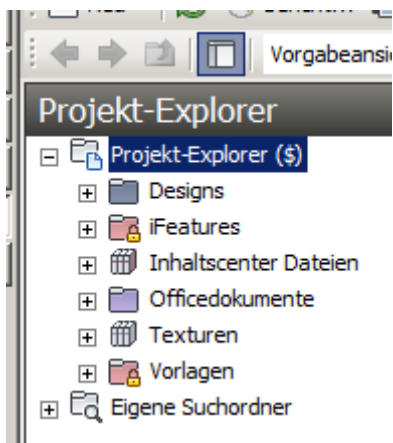 Vorgabeansi
Projekt-Explorer
Projekt-Explorer ($)
Designs
iFeatures
Inhaltscenter Dateien
Officedokumente
Texturen
Vorlagen
Eigene Suchordner